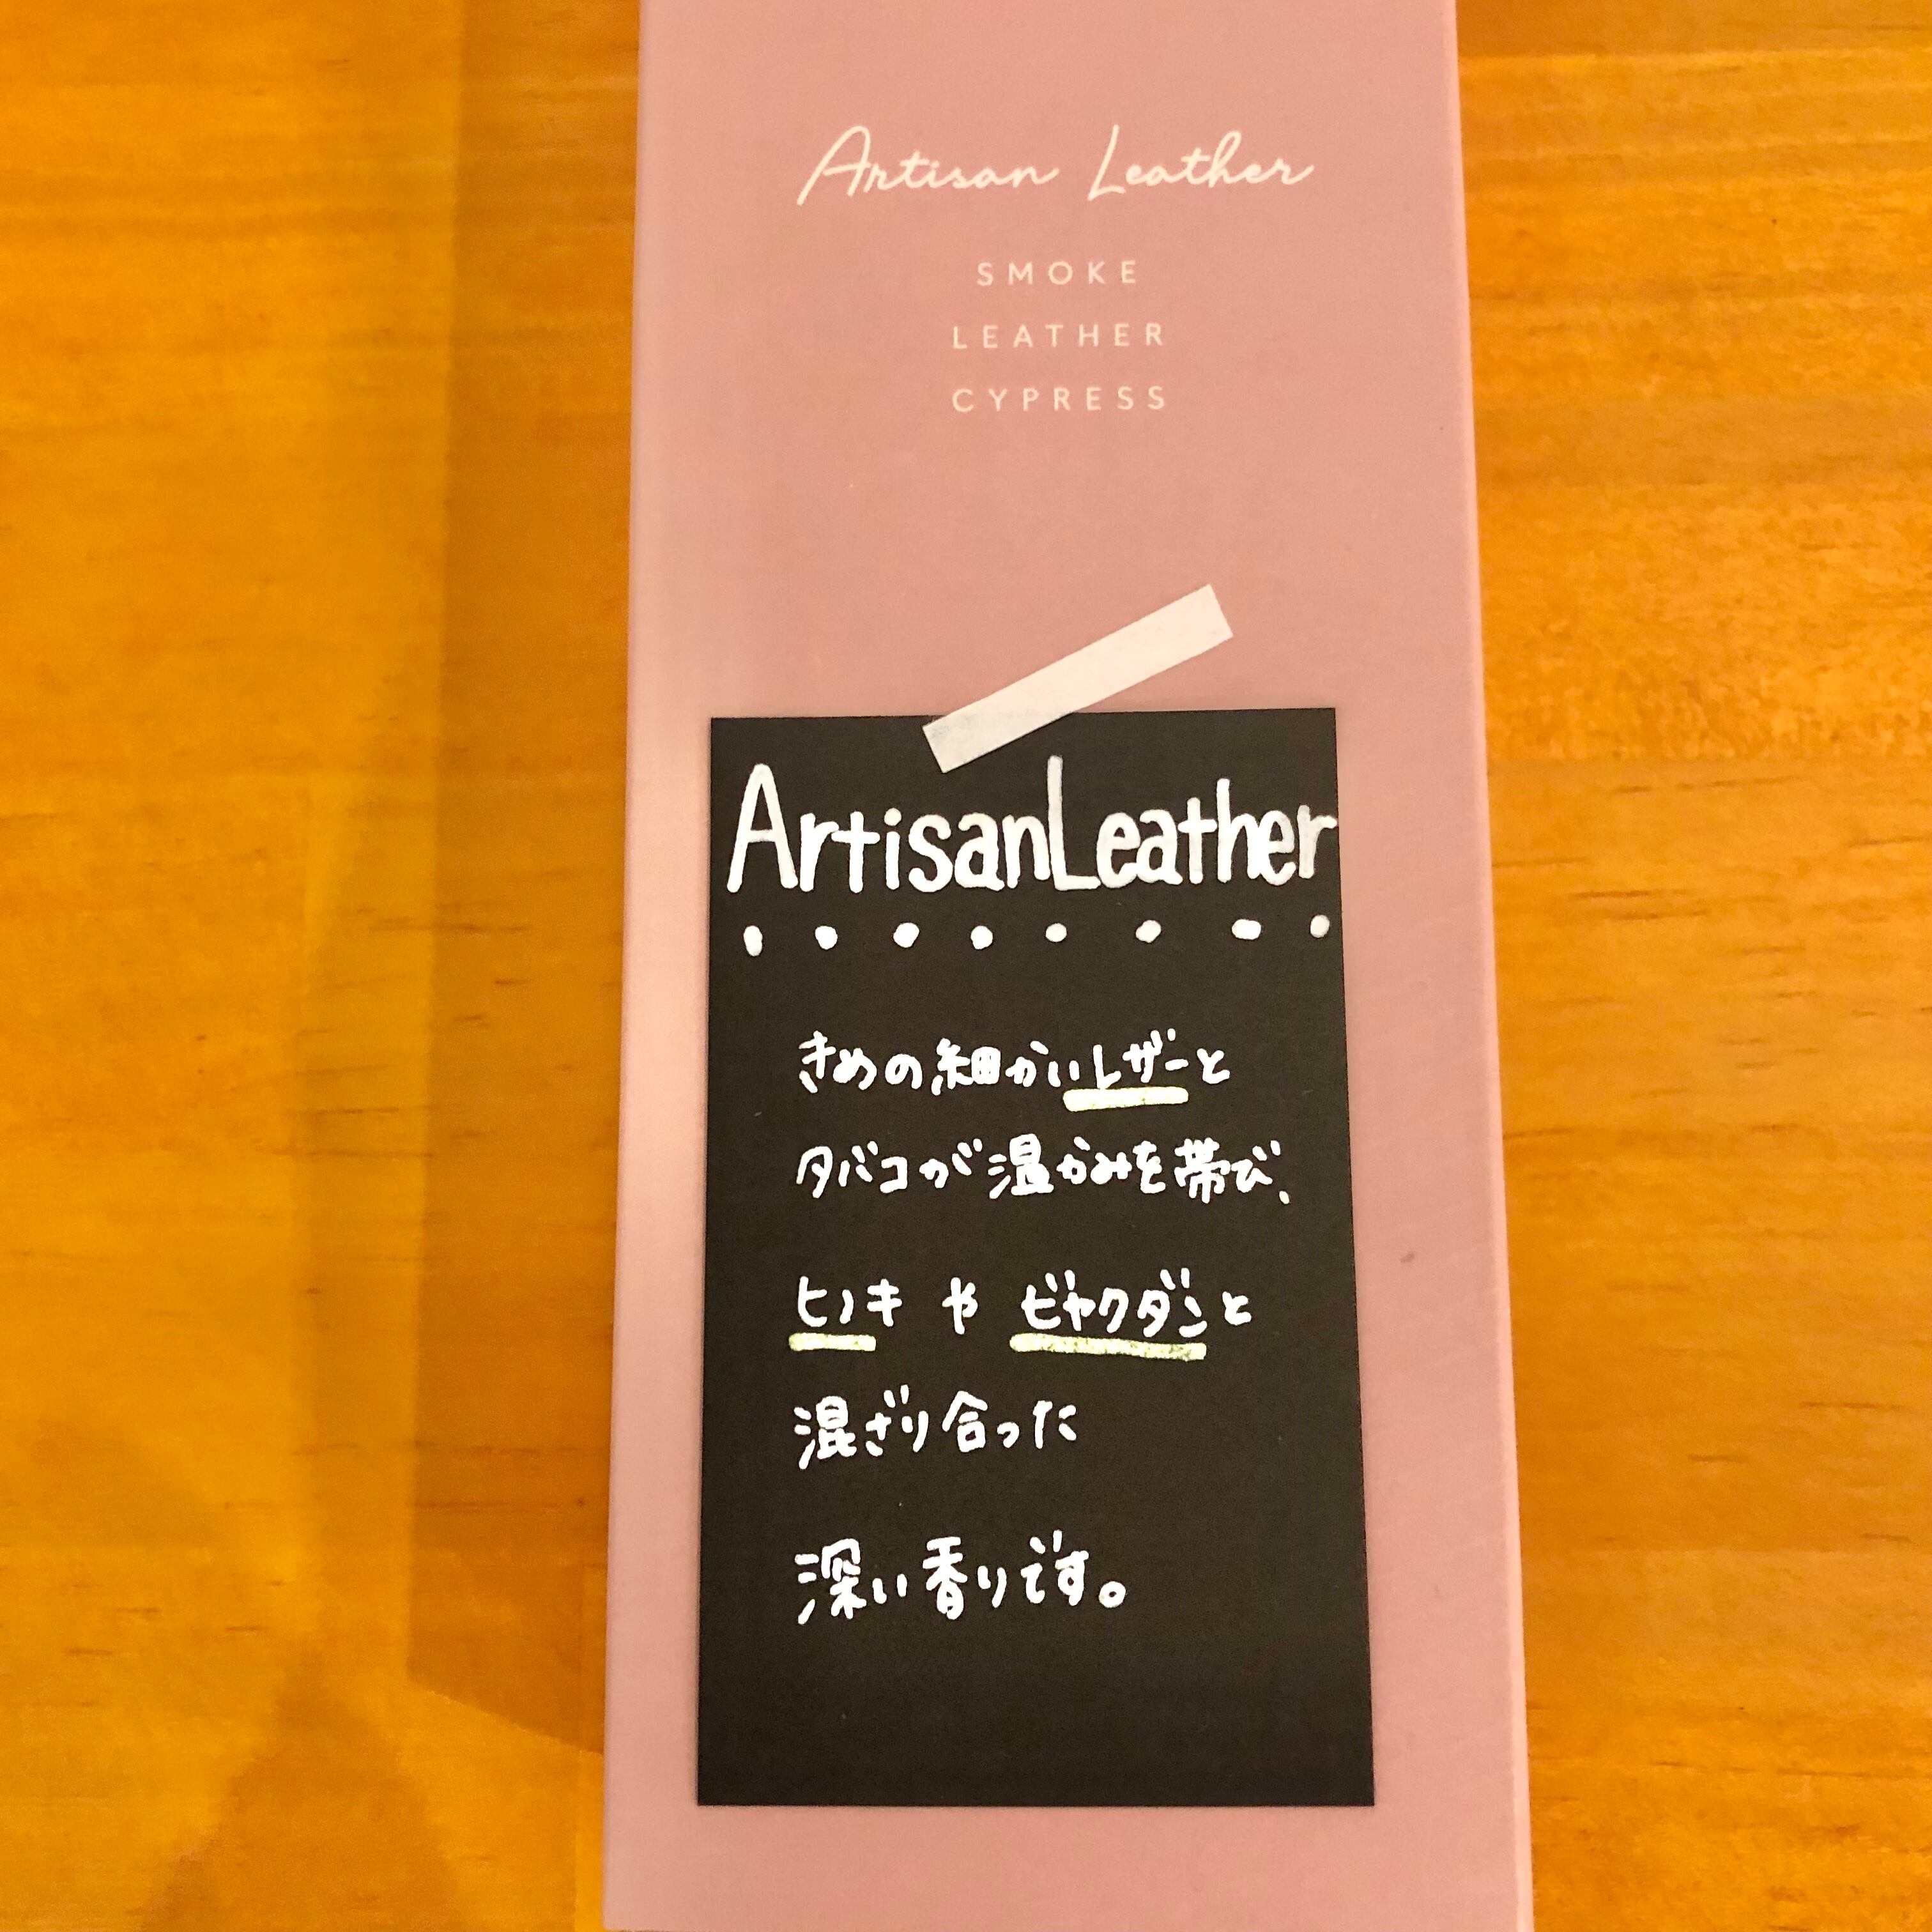 Artisan Leather
SMOKE
LEATHER
CYPRESS
ArtisanLeather
きめの細かいレザーと
タバコが温かみを帯び、
ヒノキ や ビャクダンと
混ざり合った
深い香りです。